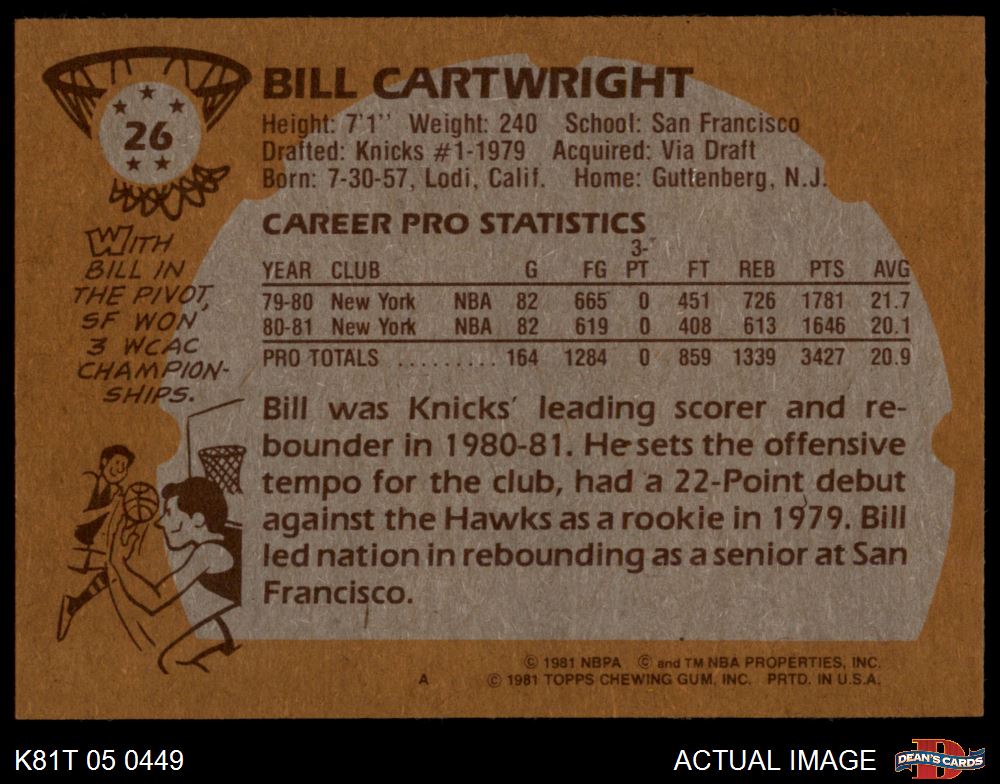 26
BILL CARTWRIGHT
Height: 7'1'' Weight: 240 School: San Francisco
Drafted: Knicks #1-1979 Acquired: Via Draft
Born: 7-30-57, Lodi, Calif. Home: Guttenberg, N.J.
WITH
BILL IN
THE PIVOT,
SF WON
3 WCAC
CHAMPION-
SHIPS.
CAREER PRO STATISTICS
3-
YEAR CLUB G FG PT FT REB PTS AVG
79-80 New York NBA 82 665 0 451 726 1781 21.7
80-81 New York NBA 82 619 0 408 613 1646 20.1
PRO TOTALS ......... 164 1284 0 859 1339 3427 20.9
Bill was Knicks' leading scorer and re-
bounder in 1980-81. He sets the offensive
tempo for the club, had a 22-Point debut
against the Hawks as a rookie in 1979. Bill
led nation in rebounding as a senior at San
Francisco.
© 1981 NBPA © and TM NBA PROPERTIES, INC.
A © 1981 TOPPS CHEWING GUM, INC. PRTD. IN U.S.A.
K81T 05 0449 ACTUAL IMAGE D DEAN'S CARDS